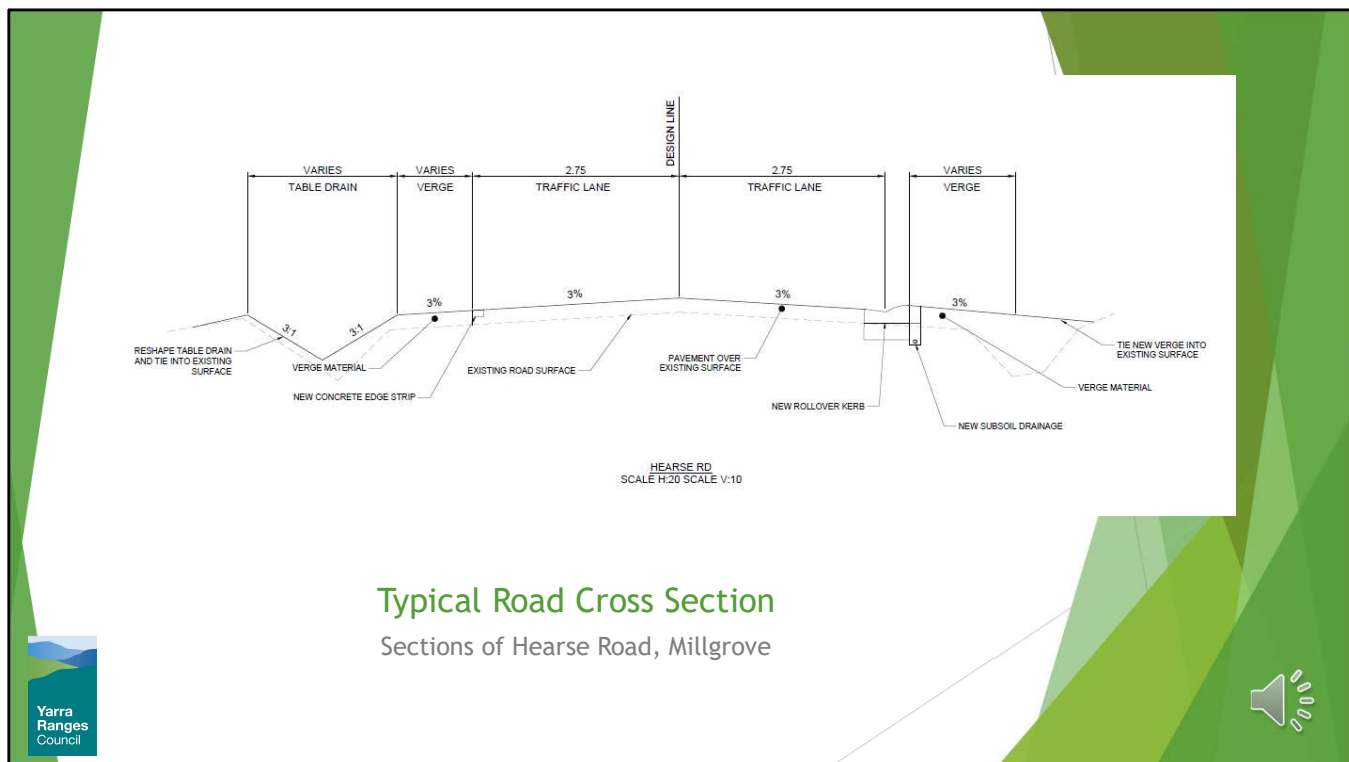 DESIGN LINE
VARIES
TABLE DRAIN
VARIES
VERGE
2.75
TRAFFIC LANE
2.75
TRAFFIC LANE
VARIES
VERGE
3:1
3:1
3%
3%
3%
3%
RESHAPE TABLE DRAIN
AND TIE INTO EXISTING
SURFACE
VERGE MATERIAL
NEW CONCRETE EDGE STRIP
EXISTING ROAD SURFACE
PAVEMENT OVER
EXISTING SURFACE
NEW ROLLOVER KERB
NEW SUBSOIL DRAINAGE
VERGE MATERIAL
TIE NEW VERGE INTO
EXISTING SURFACE
HEARSE RD
SCALE H:20 SCALE V:10
Typical Road Cross Section
Sections of Hearse Road, Millgrove
Yarra
Ranges
Council